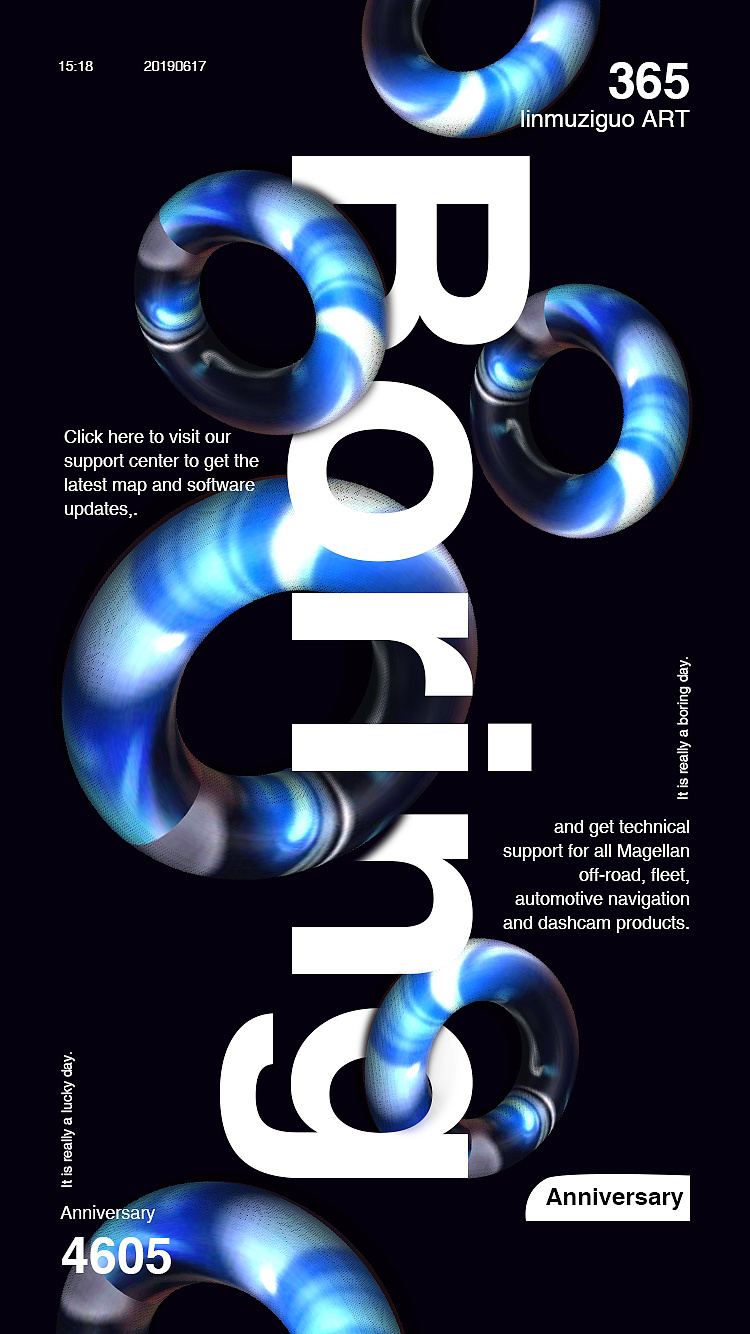 15:18
20190617
365
linmuziguo ART
Boring
Click here to visit our
support center to get the
latest map and software
updates,.
It is really a boring day.
and get technical
support for all Magellan
off-road, fleet,
automotive navigation
and dashcam products.
It is really a lucky day.
Anniversary
4605
Anniversary